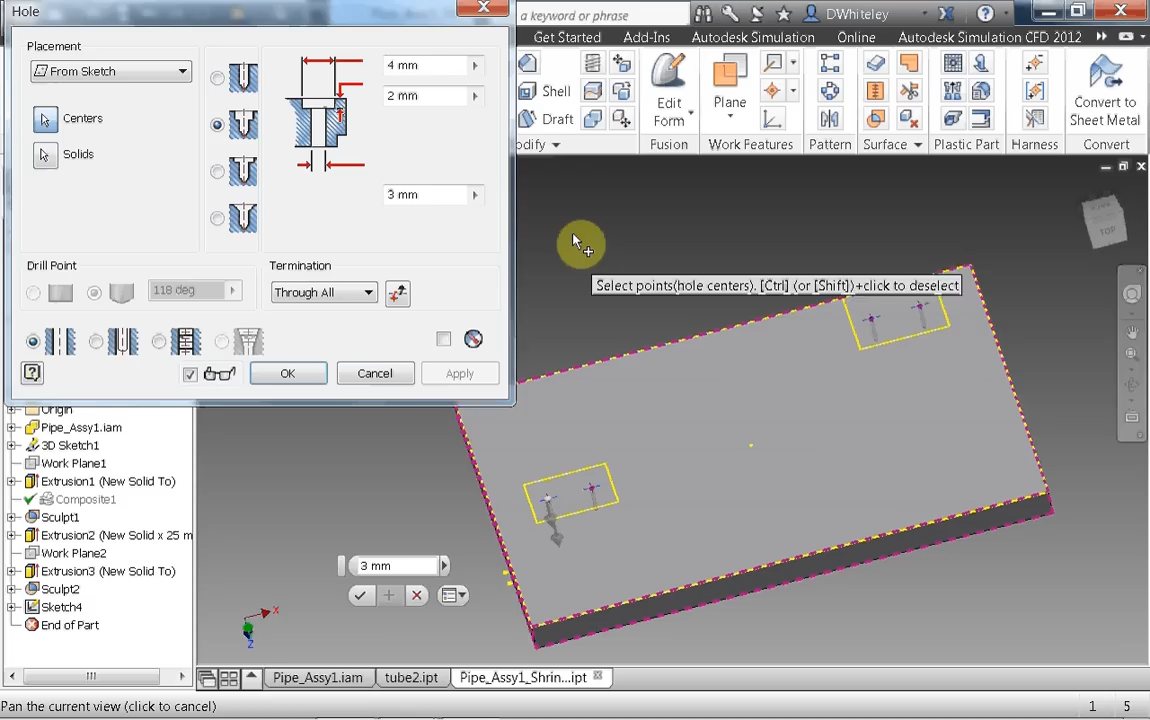 Hole
a keyword or phrase
DWhiteley
Get Started
Add-Ins
Autodesk Simulation
Online
Autodesk Simulation CFD 2012
Placement
From Sketch
Centers
Solids
4 mm
2 mm
3 mm
Drill Point
118 deg
Termination
Through All
OK
Cancel
Apply
Shell
Draft
odify
Edit
Form
Fusion
Plane
Work Features
Pattern
Surface
Plastic Part
Harness
Convert to
Sheet Metal
Convert
TOP
Select points(hole centers). [Ctrl] (or [Shift])+click to deselect
Origin
Pipe_Assy1.iam
3D Sketch1
Work Plane1
Extrusion1 (New Solid To)
Composite1
Sculpt1
Extrusion2 (New Solid x 25 m
Work Plane2
Extrusion3 (New Solid To)
Sculpt2
Sketch4
End of Part
3 mm
X
Z
Pipe_Assy1.iam
tube2.ipt
Pipe_Assy1_Shrin...ipt
Pan the current view (click to cancel)
1
5